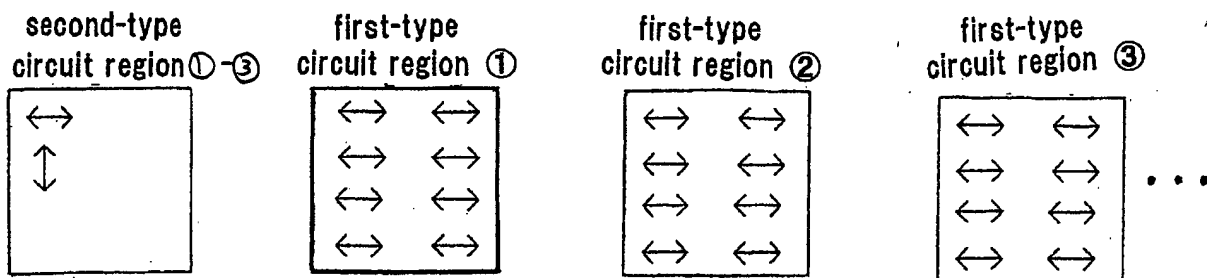 second-type
circuit region①-③
first-type
circuit region ①
first-type
circuit region ②
first-type
circuit region ③
• • •